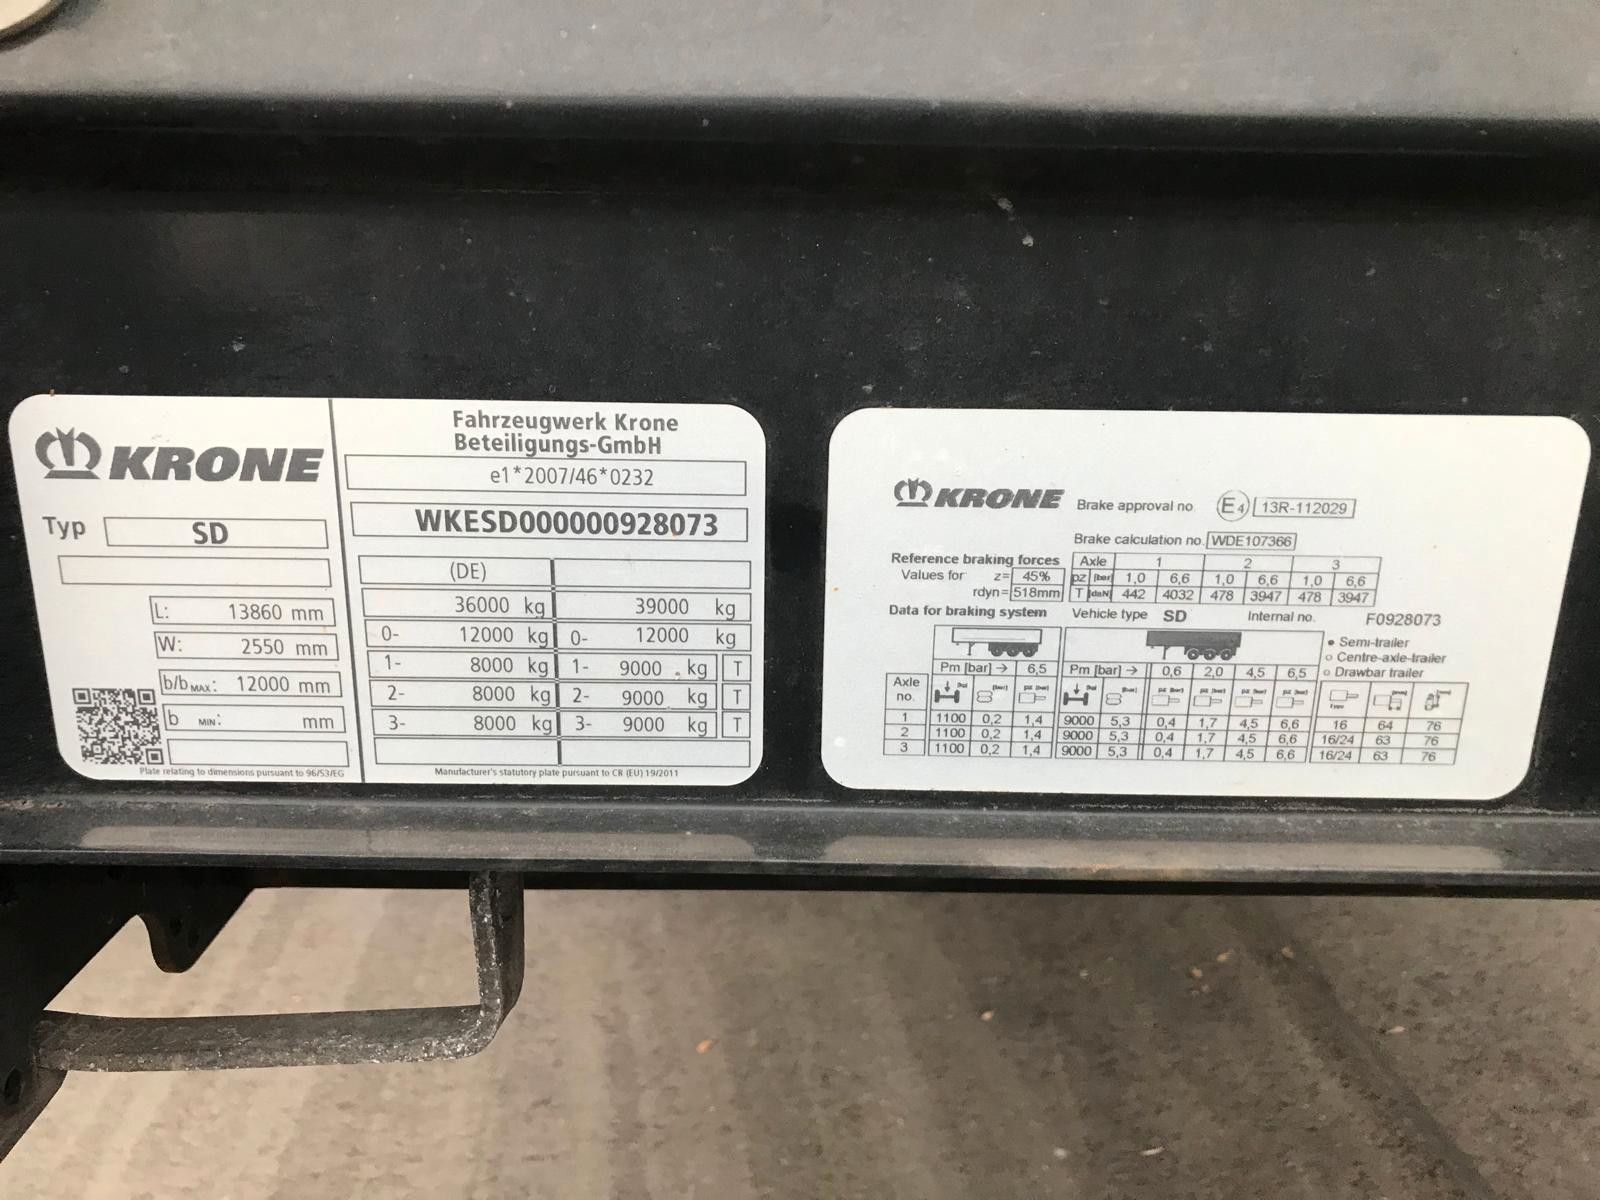 KRONE
Typ SD
L: 13860 mm
W: 2550 mm
b/b MAX: 12000 mm
b MIN: mm
Plate relating to dimensions pursuant to 96/53/EG
Fahrzeugwerk Krone
Beteiligungs-GmbH
e1*2007/46*0232
WKESD000000928073
(DE)
36000 kg 39000 kg
0- 12000 kg 0- 12000 kg
1- 8000 kg 1- 9000 kg T
2- 8000 kg 2- 9000 kg T
3- 8000 kg 3- 9000 kg T
Manufacturer's statutory plate pursuant to CR (EU) 19/2011
KRONE Brake approval no E4 13R-112029
Brake calculation no. WDE107366
Reference braking forces Axle 1 2 3
Values for z= 45% pz [bar] 1,0 6,6 1,0 6,6 1,0 6,6
rdyn= 518mm T [daN] 442 4032 478 3947 478 3947
Data for braking system Vehicle type SD Internal no. F0928073
Semi-trailer
Centre-axle-trailer
Drawbar trailer
Pm [bar] → 6,5 Pm [bar] → 0,6 2,0 4,5 6,5
Axle no.
1 1100 0,2 1,4 9000 5,3 0,4 1,7 4,5 6,6 16 64 76
2 1100 0,2 1,4 9000 5,3 0,4 1,7 4,5 6,6 16/24 63 76
3 1100 0,2 1,4 9000 5,3 0,4 1,7 4,5 6,6 16/24 63 76